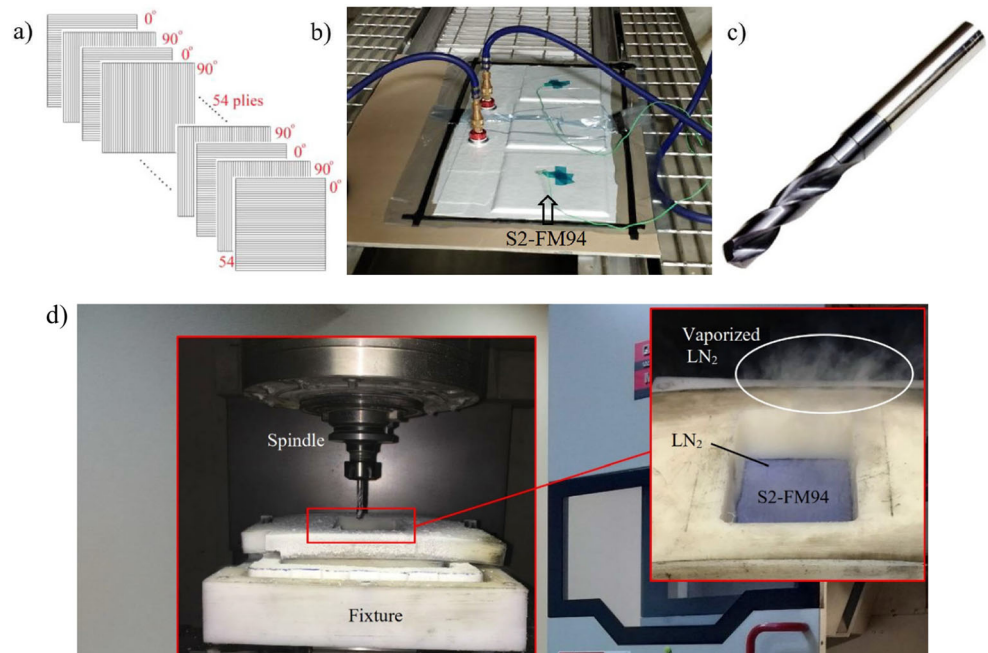 a)
0°
90°
0°
90°
54 plies
90°
0°
90°
0°
54
b)
S2-FM94
c)
d)
Spindle
Fixture
Vaporized
LN₂
LN₂
S2-FM94